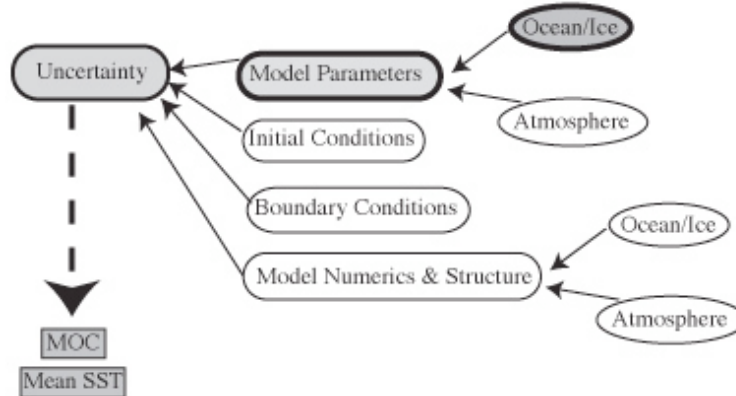 Ocean/Ice
Uncertainty
Model Parameters
Atmosphere
Initial Conditions
Boundary Conditions
Ocean/Ice
Model Numerics & Structure
Atmosphere
MOC
Mean SST